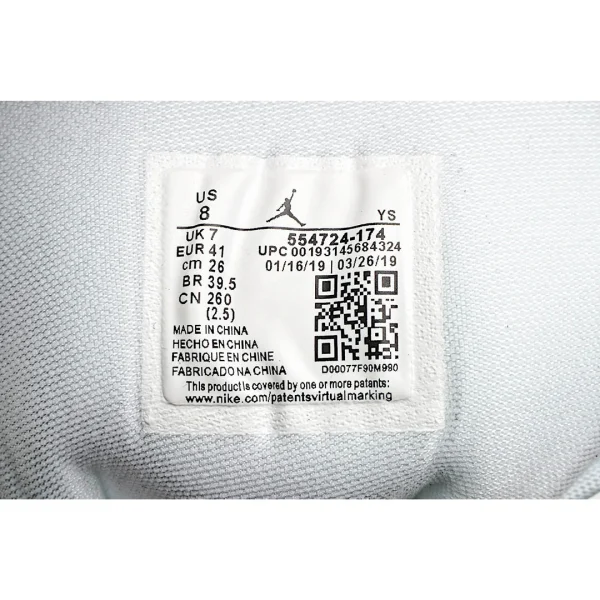 US
8 YS
UK 7 554724-174
EUR 41 UPC 00193145684324
cm 26 01/16/19 | 03/26/19
BR 39.5
CN 260
(2.5)
MADE IN CHINA
HECHO EN CHINA
FABRIQUE EN CHINE
FABRICADO NA CHINA D00077F90M990
This product is covered by one or more patents:
www.nike.com/patentsvirtualmarking